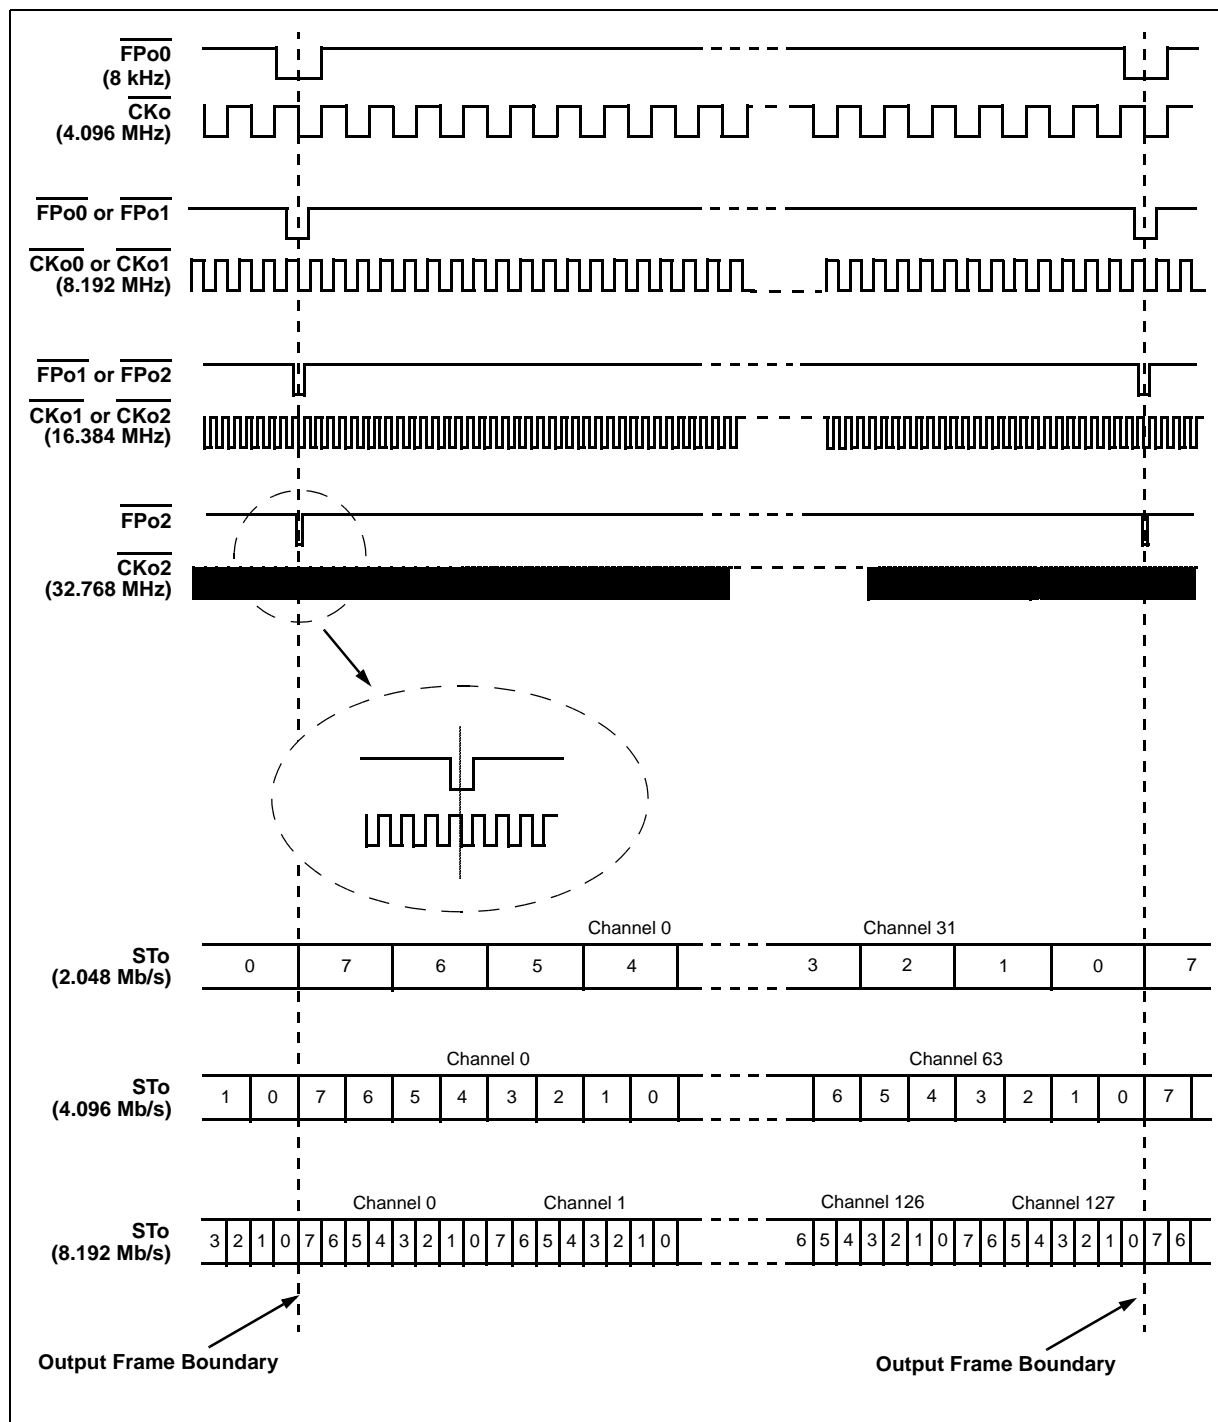 FPo0
(8 kHz)
CKo
(4.096 MHz)
FPo0 or FPo1
CKo0 or CKo1
(8.192 MHz)
FPo1 or FPo2
CKo1 or CKo2
(16.384 MHz)
FPo2
CKo2
(32.768 MHz)
Channel 0 Channel 31
STo
(2.048 Mb/s)
0 7 6 5 4 3 2 1 0 7
Channel 0 Channel 63
STo
(4.096 Mb/s)
1 0 7 6 5 4 3 2 1 0 6 5 4 3 2 1 0 7
Channel 0 Channel 1 Channel 126 Channel 127
STo
(8.192 Mb/s)
3 2 1 0 7 6 5 4 3 2 1 0 7 6 5 4 3 2 1 0 6 5 4 3 2 1 0 7 6 5 4 3 2 1 0 7 6
Output Frame Boundary Output Frame Boundary